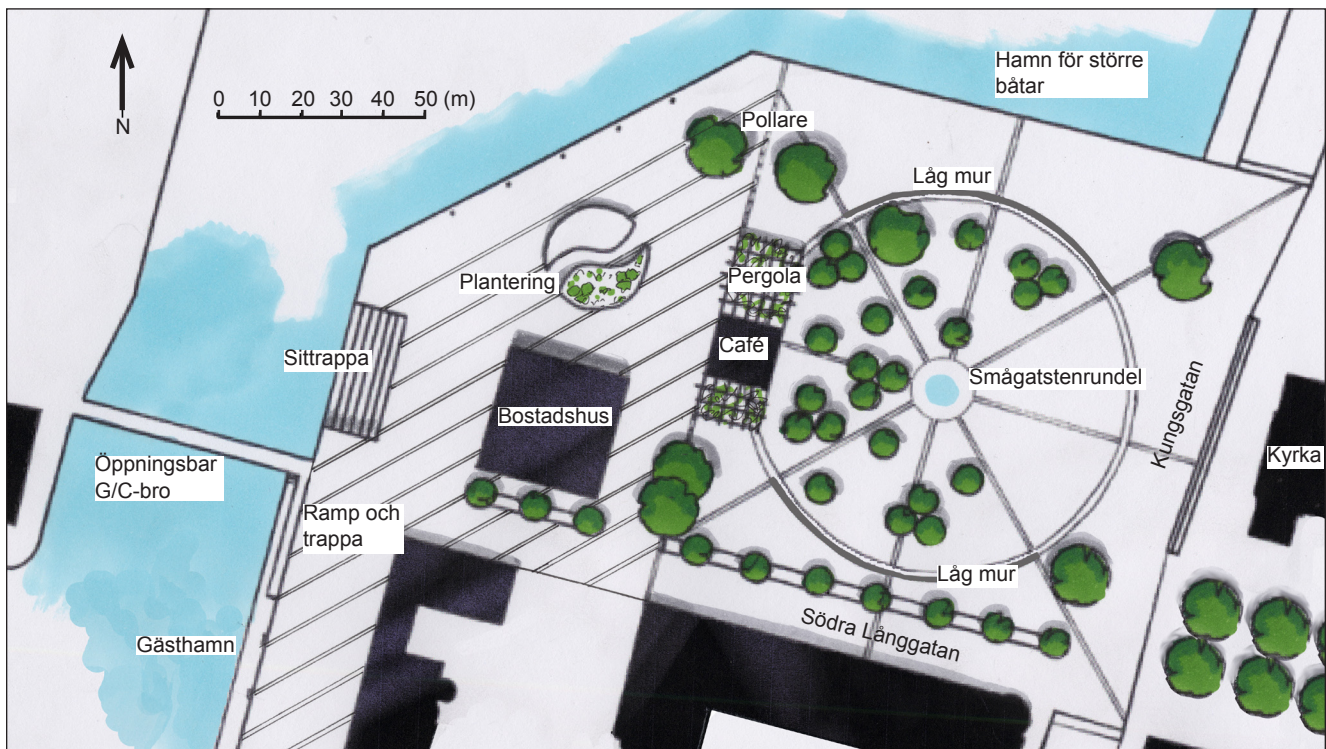 N
0 10 20 30 40 50 (m)
Hamn för större
båtar
Pollare
Låg mur
Plantering
Pergola
Sittrappa
Café
Smågatstenrundel
Bostadshus
Kungsgatan
Kyrka
Öppningsbar
G/C-bro
Ramp och
trappa
Låg mur
Södra Långgatan
Gästhamn